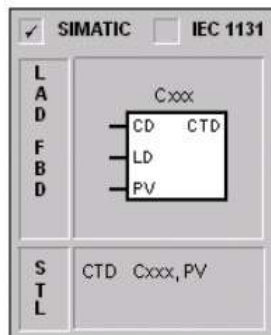 ✓ SIMATIC IEC 1131
L
A
D
F
B
D
Cxxx
CD CTD
LD
PV
S
T
L
CTD Cxxx, PV